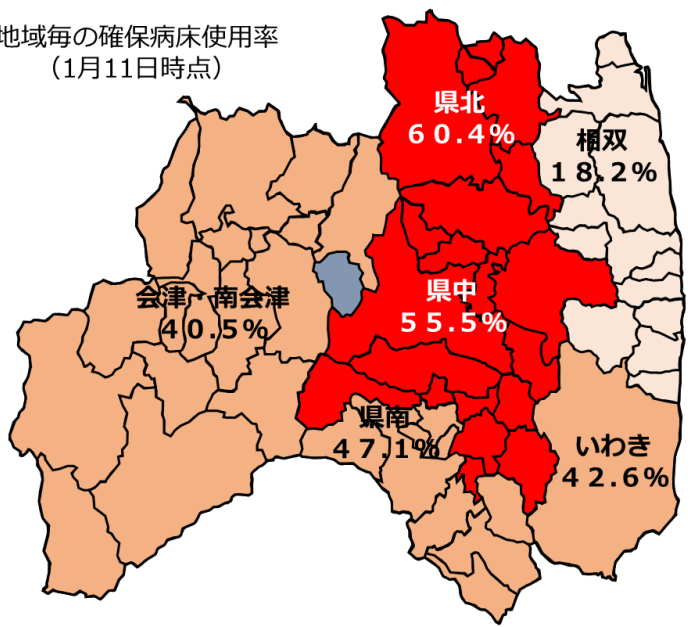 地域毎の確保病床使用率
（1月11日時点）
県北
６０.４%
相双
１８.２%
県中
５５.５%
会津・南会津
４０.５%
県南
４７.１%
いわき
４２.６%